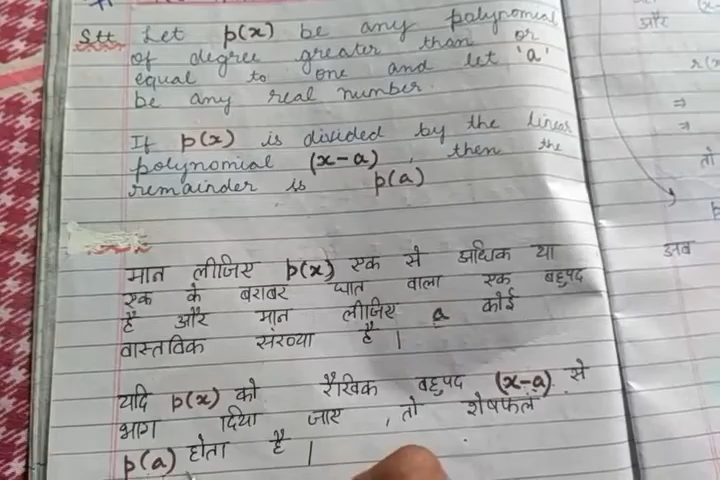 Stt Let p(x) be any polynomial
of degree greater than or
equal to one and let 'a'
be any real number.
If p(x) is divided by the linear
polynomial (x-a), then the
remainder is p(a)
मान लीजिए p(x) एक से अधिक या
एक के बराबर घात वाला एक बहुपद
है और मान लीजिए a कोई
वास्तविक संख्या है |
यदि p(x) को रैखिक बहुपद (x-a) से
भाग दिया जाए , तो शेषफल
p(a) होता है |
और
r(x
⇒
⇒
तो
p
अब